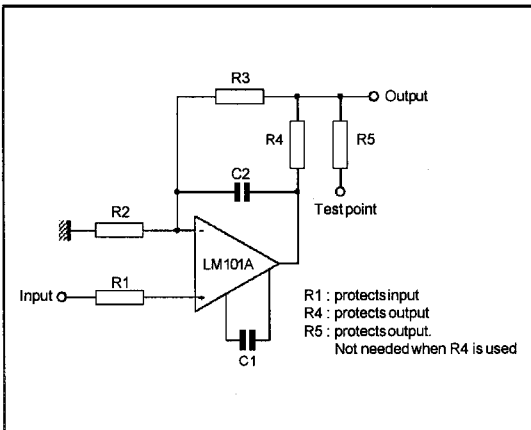 R3
Output
R4
R5
C2
Test point
R2
-
LM101A
Input
R1
+
C1
R1 : protects input
R4 : protects output
R5 : protects output.
Not needed when R4 is used